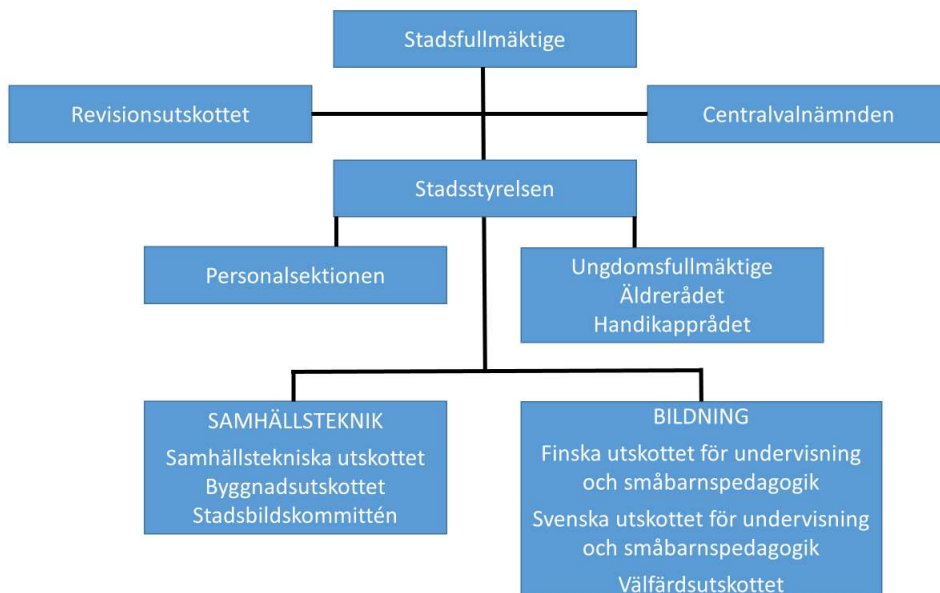 Stadsfullmäktige
Revisionsutskottet
Centralvalnämnden
Stadsstyrelsen
Personalsektionen
Ungdomsfullmäktige
Äldrerådet
Handikapprådet
SAMHÄLLSTEKNIK
Samhällstekniska utskottet
Byggnadsutskottet
Stadsbildskommittén
BILDNING
Finska utskottet för undervisning
och småbarnspedagogik
Svenska utskottet för undervisning
och småbarnspedagogik
Välfärdsutskottet